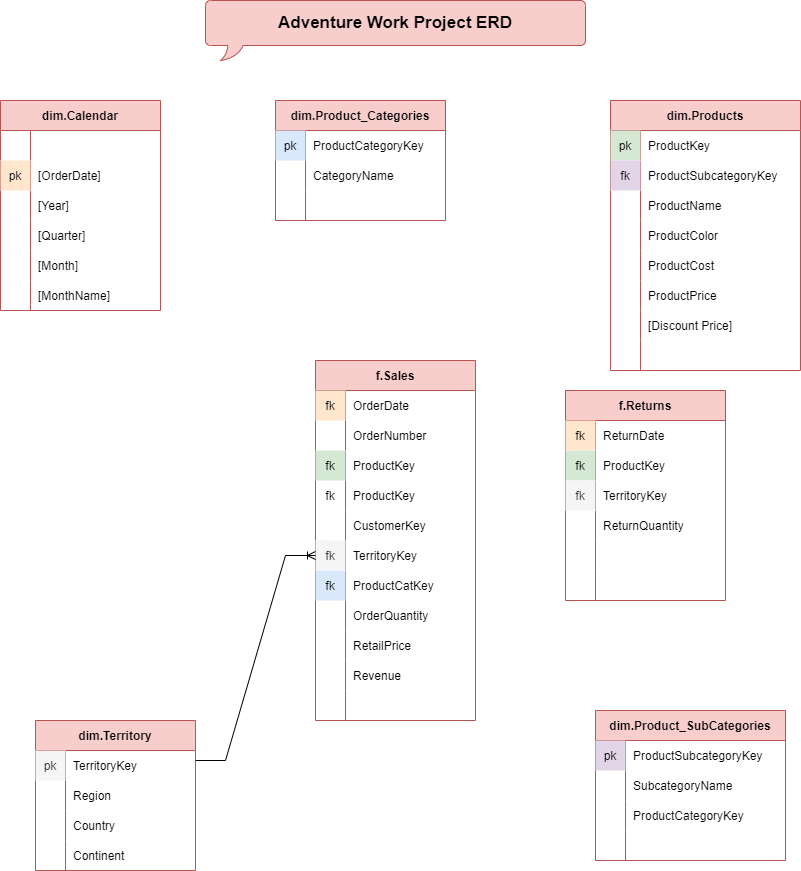 Adventure Work Project ERD
dim.Calendar
pk [OrderDate]
[Year]
[Quarter]
[Month]
[MonthName]
dim.Product_Categories
pk ProductCategoryKey
CategoryName
dim.Products
pk ProductKey
fk ProductSubcategoryKey
ProductName
ProductColor
ProductCost
ProductPrice
[Discount Price]
f.Sales
fk OrderDate
OrderNumber
fk ProductKey
fk ProductKey
CustomerKey
fk TerritoryKey
fk ProductCatKey
OrderQuantity
RetailPrice
Revenue
f.Returns
fk ReturnDate
fk ProductKey
fk TerritoryKey
ReturnQuantity
dim.Territory
pk TerritoryKey
Region
Country
Continent
dim.Product_SubCategories
pk ProductSubcategoryKey
SubcategoryName
ProductCategoryKey